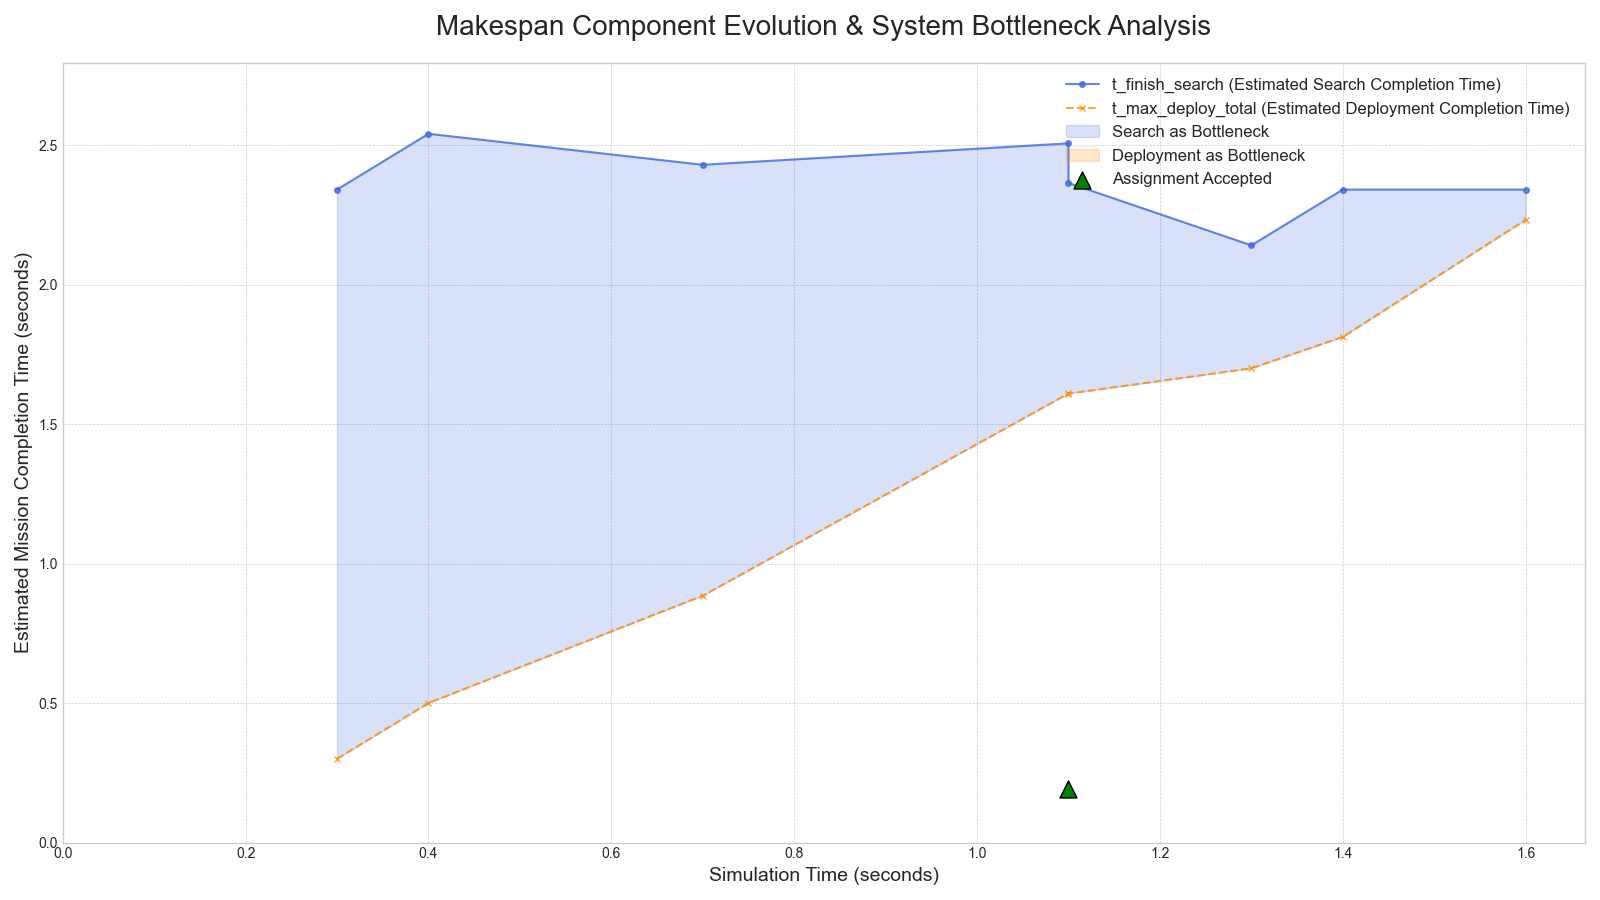 Makespan Component Evolution & System Bottleneck Analysis
t_finish_search (Estimated Search Completion Time)
t_max_deploy_total (Estimated Deployment Completion Time)
Search as Bottleneck
Deployment as Bottleneck
Assignment Accepted
Estimated Mission Completion Time (seconds)
2.5
2.0
1.5
1.0
0.5
0.0
0.0 0.2 0.4 0.6 0.8 1.0 1.2 1.4 1.6
Simulation Time (seconds)